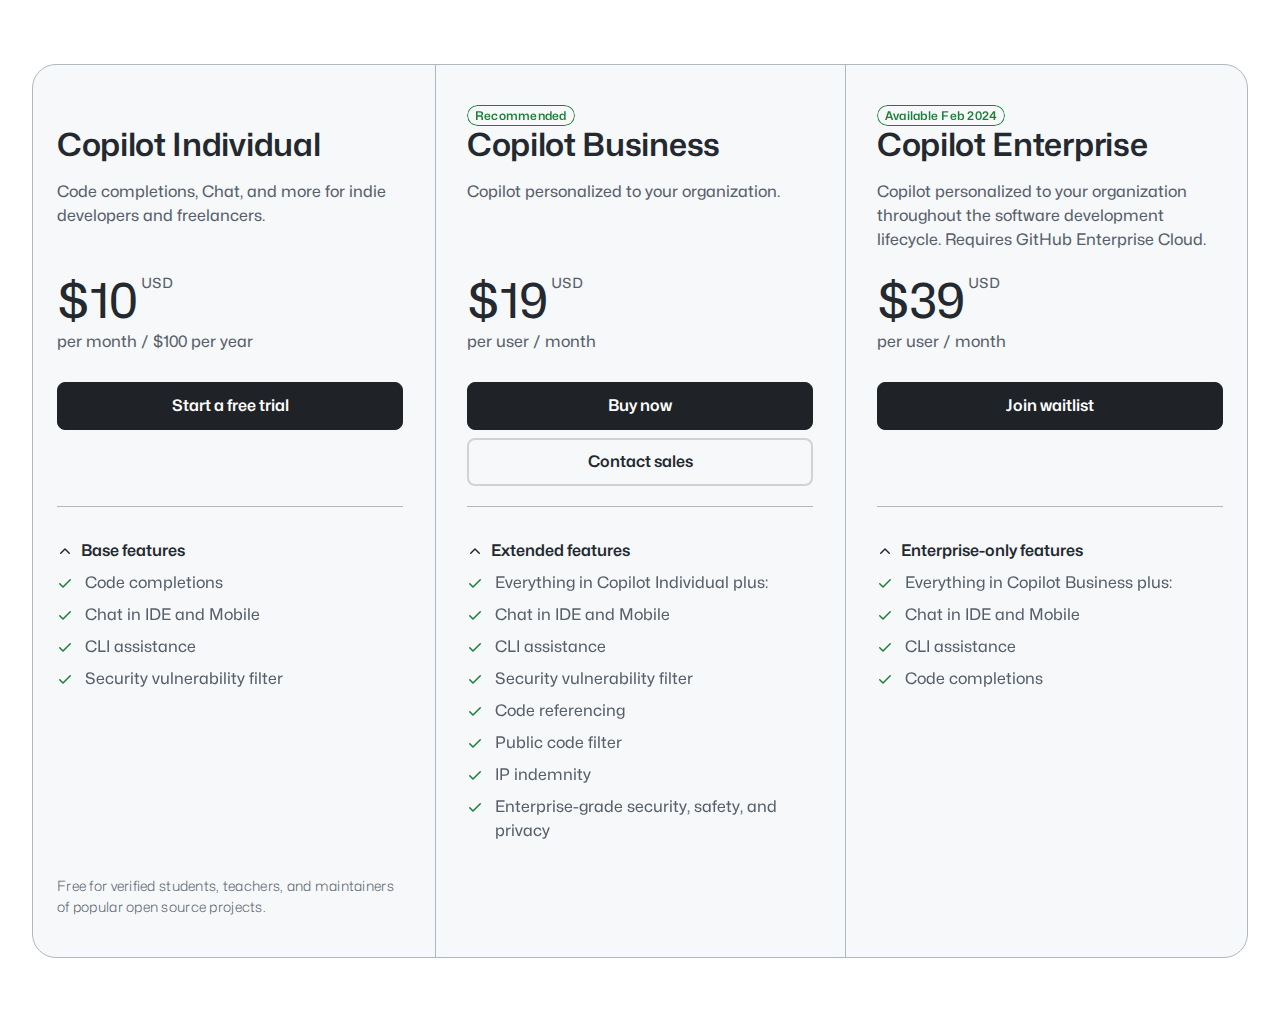 Copilot Individual
Code completions, Chat, and more for indie
developers and freelancers.
$10 USD
per month / $100 per year
Start a free trial
Base features
Code completions
Chat in IDE and Mobile
CLI assistance
Security vulnerability filter
Free for verified students, teachers, and maintainers
of popular open source projects.
Recommended
Copilot Business
Copilot personalized to your organization.
$19 USD
per user / month
Buy now
Contact sales
Extended features
Everything in Copilot Individual plus:
Chat in IDE and Mobile
CLI assistance
Security vulnerability filter
Code referencing
Public code filter
IP indemnity
Enterprise-grade security, safety, and
privacy
Available Feb 2024
Copilot Enterprise
Copilot personalized to your organization
throughout the software development
lifecycle. Requires GitHub Enterprise Cloud.
$39 USD
per user / month
Join waitlist
Enterprise-only features
Everything in Copilot Business plus:
Chat in IDE and Mobile
CLI assistance
Code completions